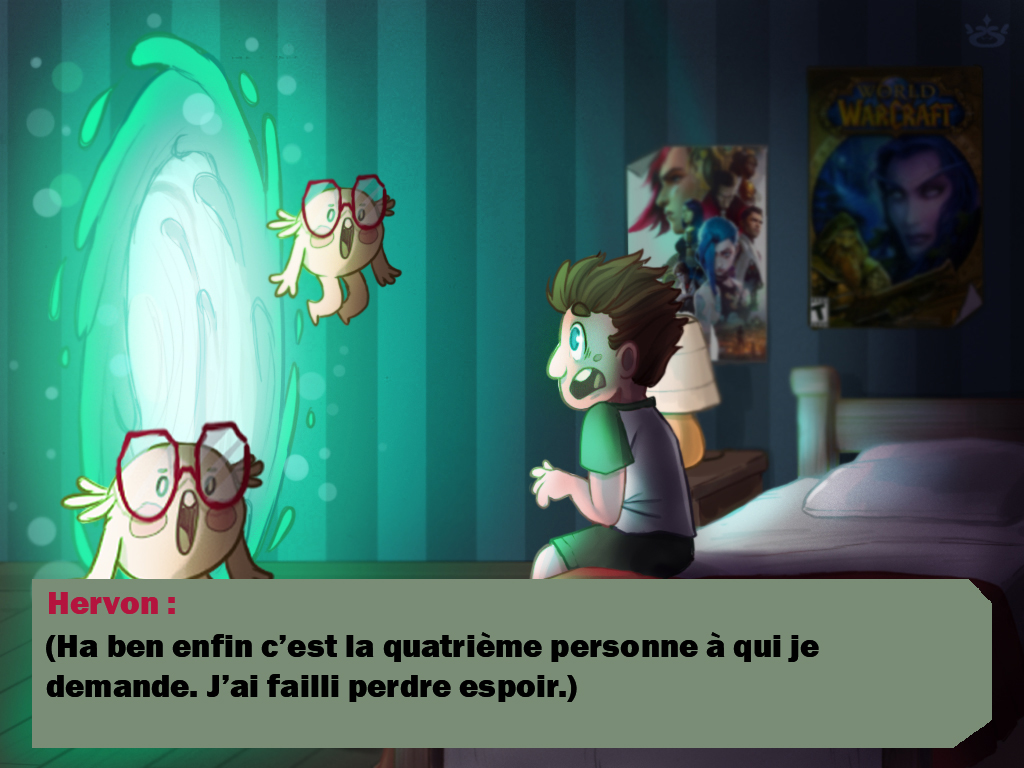 WORLD
WARCRAFT
T
Hervon :
(Ha ben enfin c’est la quatrième personne à qui je
demande. J’ai failli perdre espoir.)